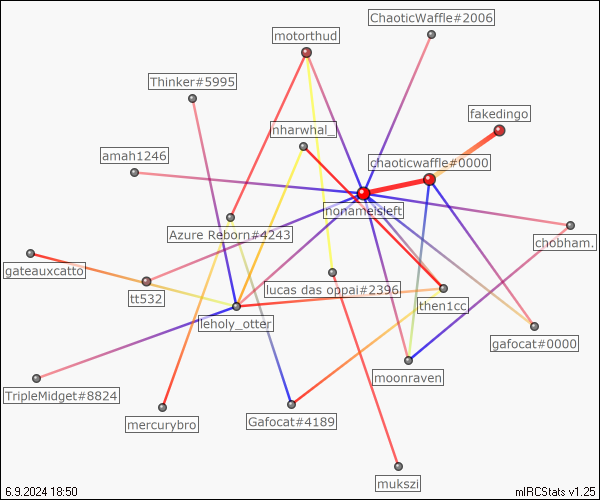 ChaoticWaffle#2006
motorthud
Thinker#5995
fakedingo
nharwhal_
amah1246
chaoticwaffle#0000
nonameisleft
Azure Reborn#4243
chobham.
gateauxcatto
lucas das oppai#2396
tt532
then1cc
leholy_otter
gafocat#0000
moonraven
TripleMidget#8824
Gafocat#4189
mercurybro
mukszi
6.9.2024 18:50
mIRCStats v1.25